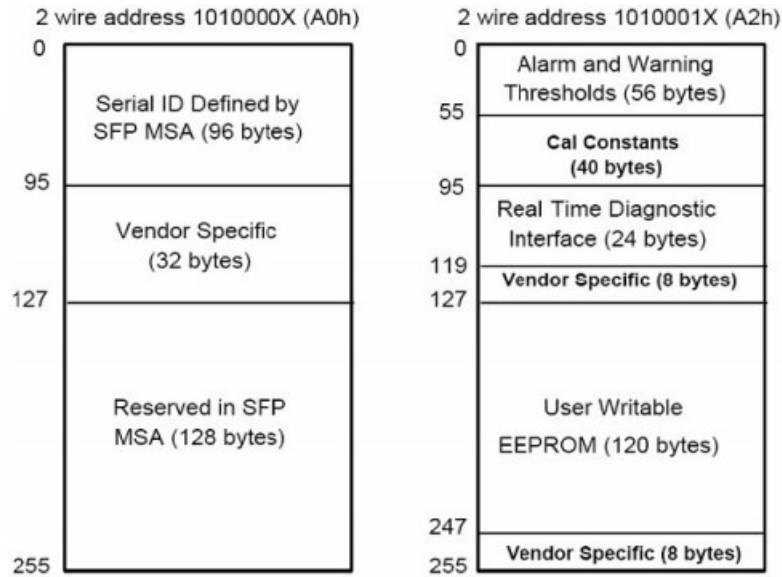 2 wire address 1010000X (A0h)
0
Serial ID Defined by
SFP MSA (96 bytes)
95
Vendor Specific
(32 bytes)
127
Reserved in SFP
MSA (128 bytes)
255
2 wire address 1010001X (A2h)
0
Alarm and Warning
Thresholds (56 bytes)
55
Cal Constants
(40 bytes)
95
Real Time Diagnostic
Interface (24 bytes)
119
Vendor Specific (8 bytes)
127
User Writable
EEPROM (120 bytes)
247
Vendor Specific (8 bytes)
255